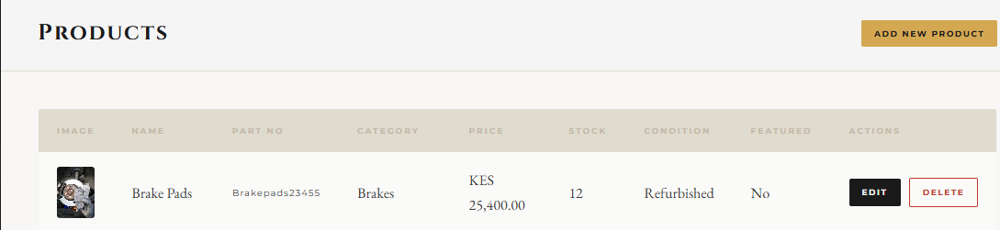 Products
ADD NEW PRODUCT
IMAGE NAME PART NO CATEGORY PRICE STOCK CONDITION FEATURED ACTIONS
Brake Pads Brakepads23455 Brakes KES 25,400.00 12 Refurbished No EDIT DELETE